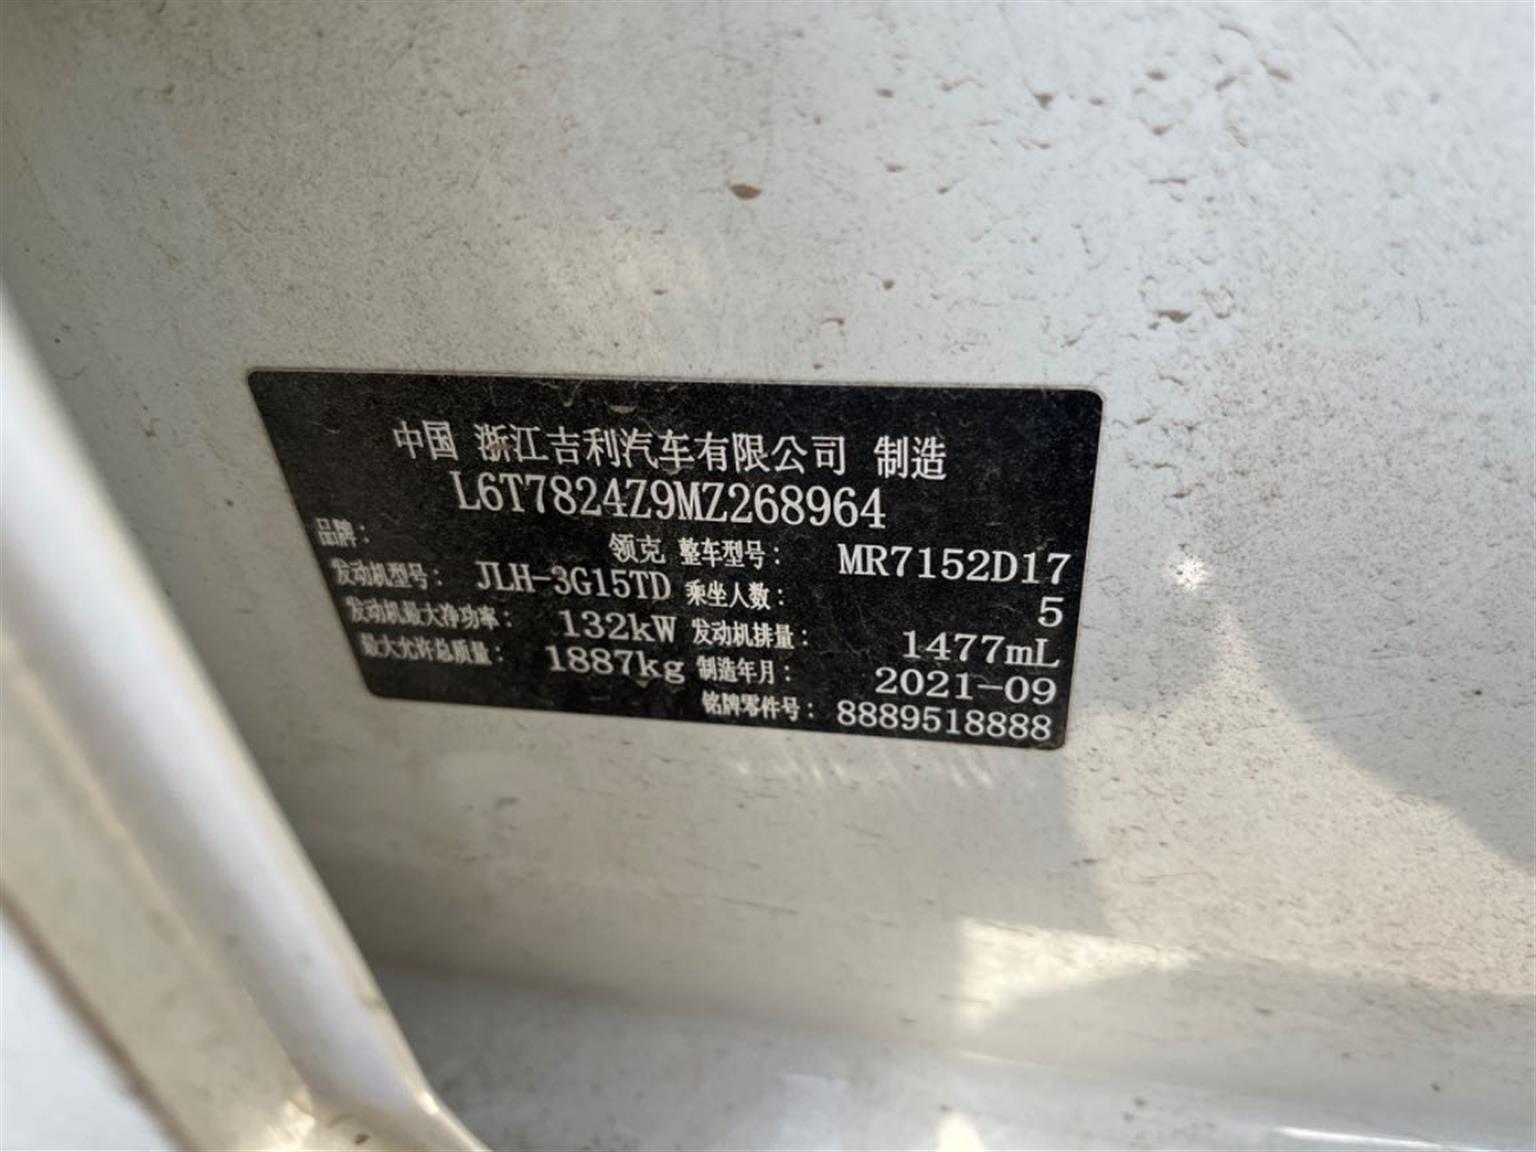 中国 浙江吉利汽车有限公司 制造
L6T7824Z9MZ268964
品牌： 领克 整车型号： MR7152D17
发动机型号： JLH-3G15TD 乘坐人数： 5
发动机最大净功率： 132kW 发动机排量： 1477mL
最大允许总质量： 1887kg 制造年月： 2021-09
铭牌零件号： 8889518888